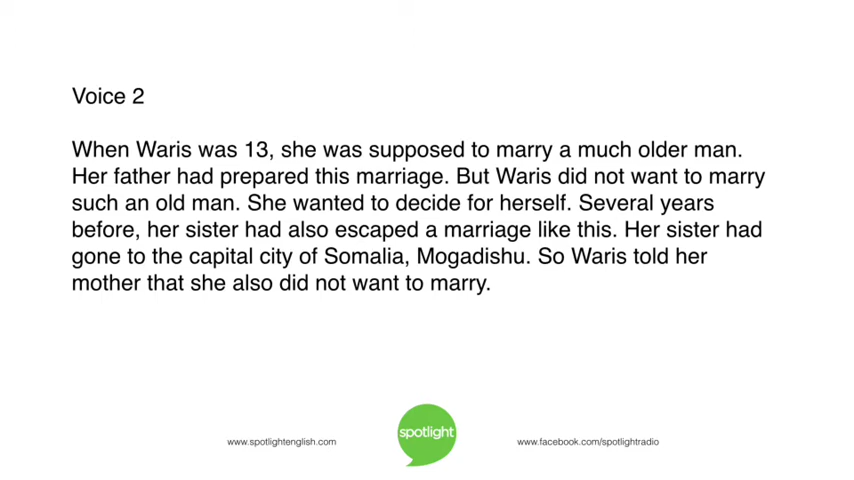 Voice 2
When Waris was 13, she was supposed to marry a much older man.
Her father had prepared this marriage. But Waris did not want to marry
such an old man. She wanted to decide for herself. Several years
before, her sister had also escaped a marriage like this. Her sister had
gone to the capital city of Somalia, Mogadishu. So Waris told her
mother that she also did not want to marry.
spotlight
www.spotlightenglish.com
www.facebook.com/spotlightradio